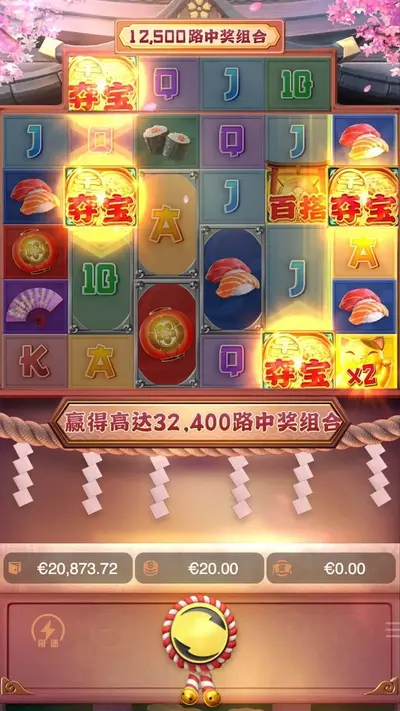 12,500路中奖组合
夺宝 Q J 10
J Q J J
夺宝 A J 百搭 夺宝
10 J A
K A Q Q 夺宝 x2
赢得高达32,400路中奖组合
€20,873.72 €20.00 €0.00